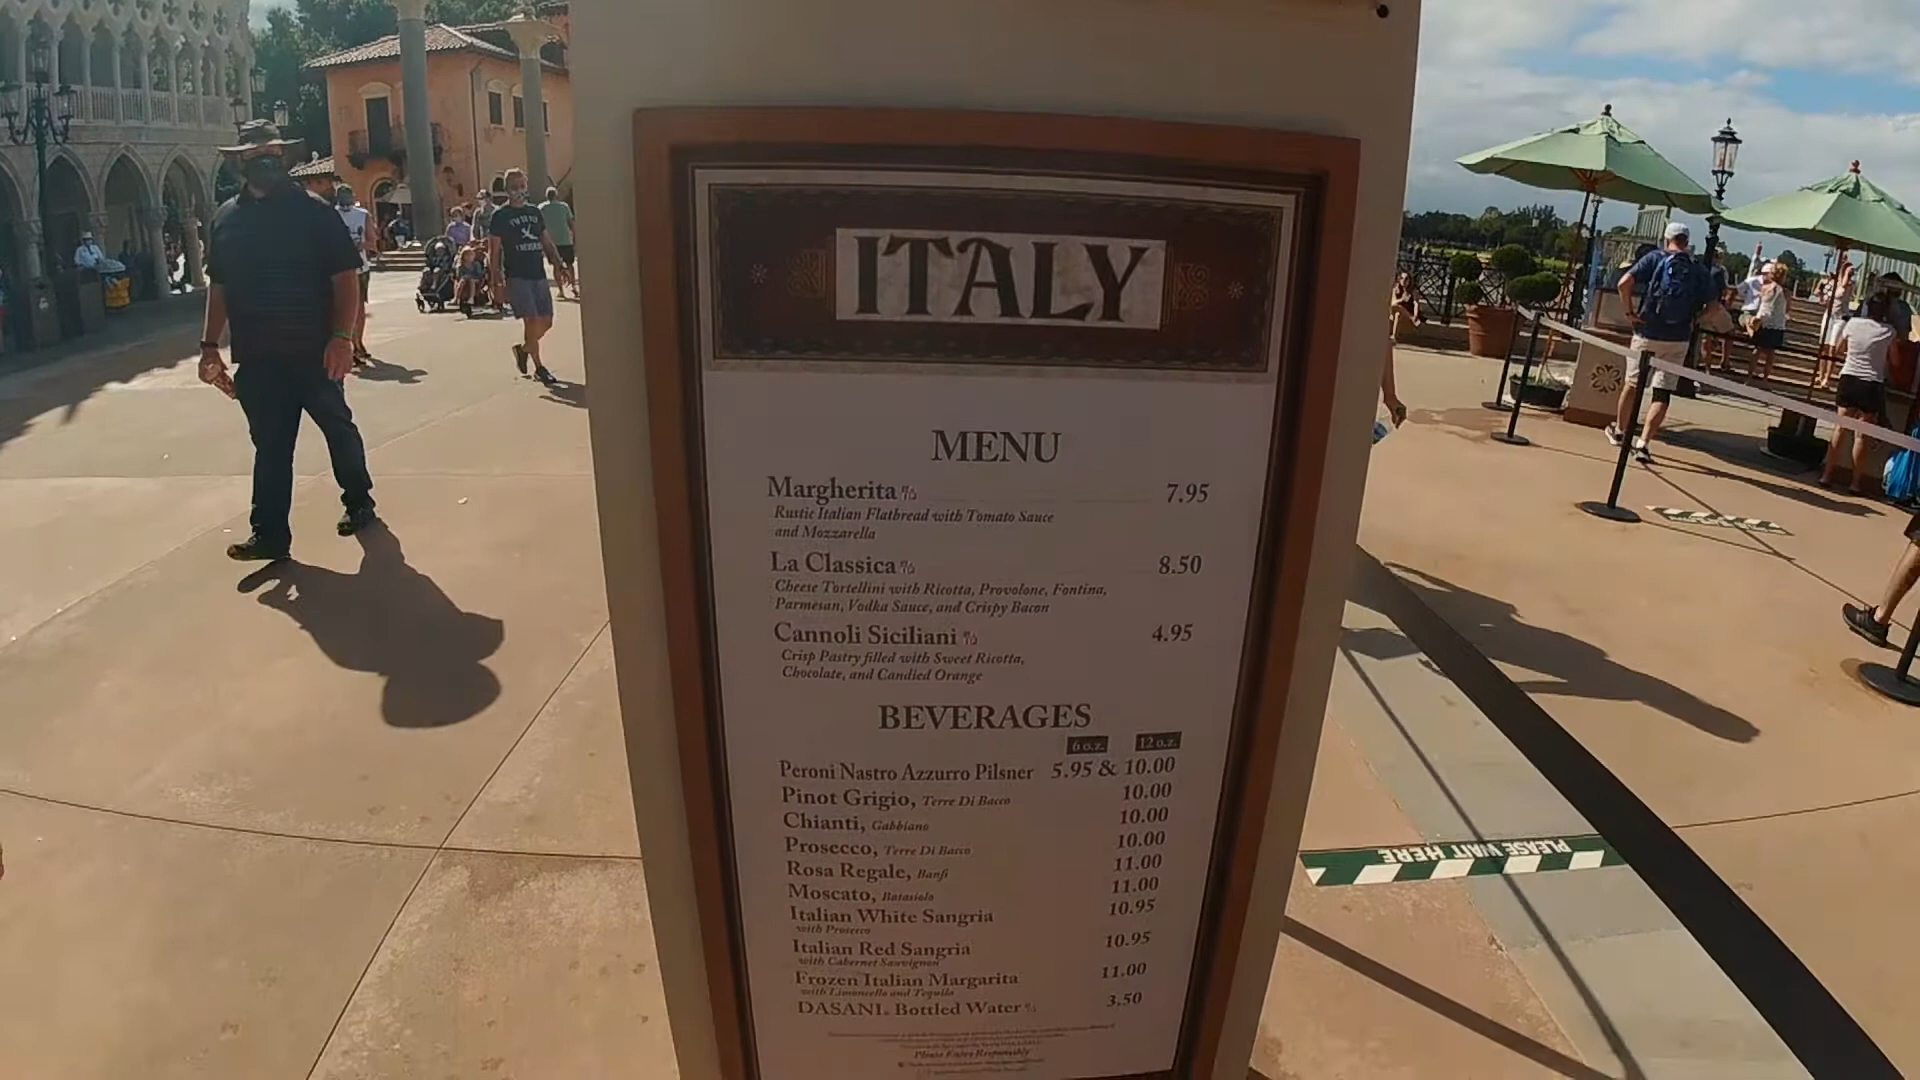 ITALY
MENU
Margherita 7.95
Rustic Italian Flatbread with Tomato Sauce
and Mozzarella
La Classica 8.50
Cheese Tortellini with Ricotta, Provolone, Fontina,
Parmesan, Vodka Sauce, and Crispy Bacon
Cannoli Siciliani 4.95
Crisp Pastry filled with Sweet Ricotta,
Chocolate, and Candied Orange
BEVERAGES
6 o.z. 12 o.z.
Peroni Nastro Azzurro Pilsner 5.95 & 10.00
Pinot Grigio, Terre Di Bacco 10.00
Chianti, Gabbiano 10.00
Prosecco, Terre Di Bacco 10.00
Rosa Regale, Banfi 11.00
Moscato, Batasiolo 11.00
Italian White Sangria 10.95
with Prosecco
Italian Red Sangria 10.95
with Cabernet Sauvignon
Frozen Italian Margarita 11.00
with Limoncello and Tequila
DASANI® Bottled Water 3.50
Please Enjoy Responsibly
PLEASE WAIT HERE